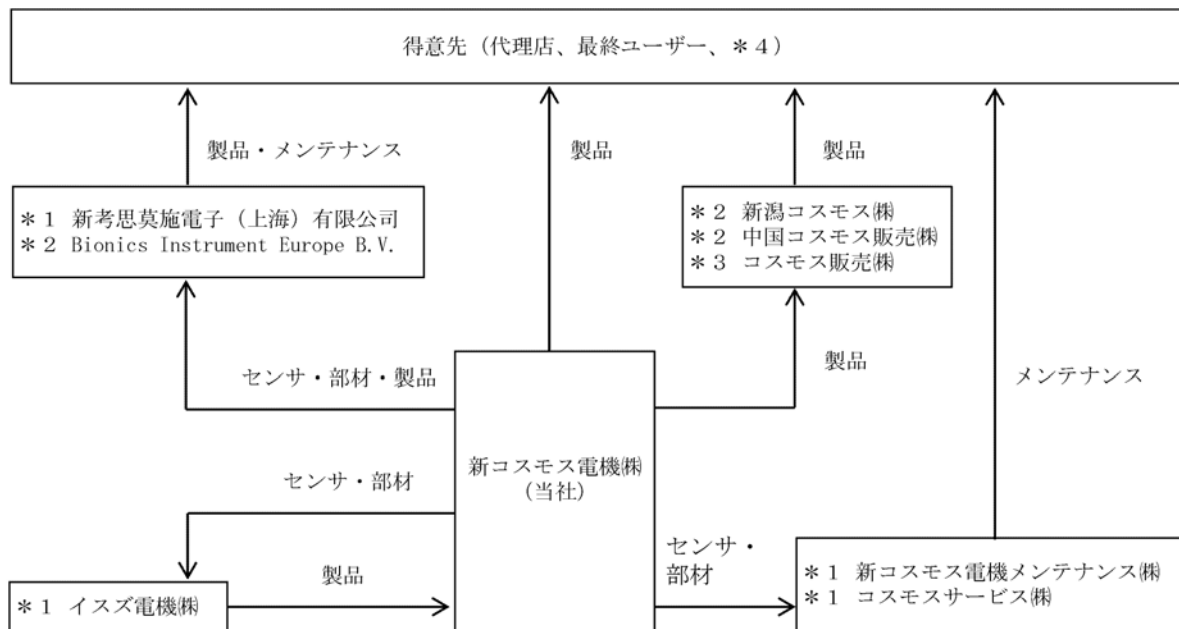 得意先（代理店、最終ユーザー、＊４）
製品・メンテナンス
製品
製品
＊１ 新考思莫施電子（上海）有限公司
＊２ Bionics Instrument Europe B.V.
＊２ 新潟コスモス㈱
＊２ 中国コスモス販売㈱
＊３ コスモス販売㈱
センサ・部材・製品
製品
メンテナンス
新コスモス電機㈱
（当社）
センサ・部材
センサ・
部材
製品
＊１ イスズ電機㈱
＊１ 新コスモス電機メンテナンス㈱
＊１ コスモスサービス㈱